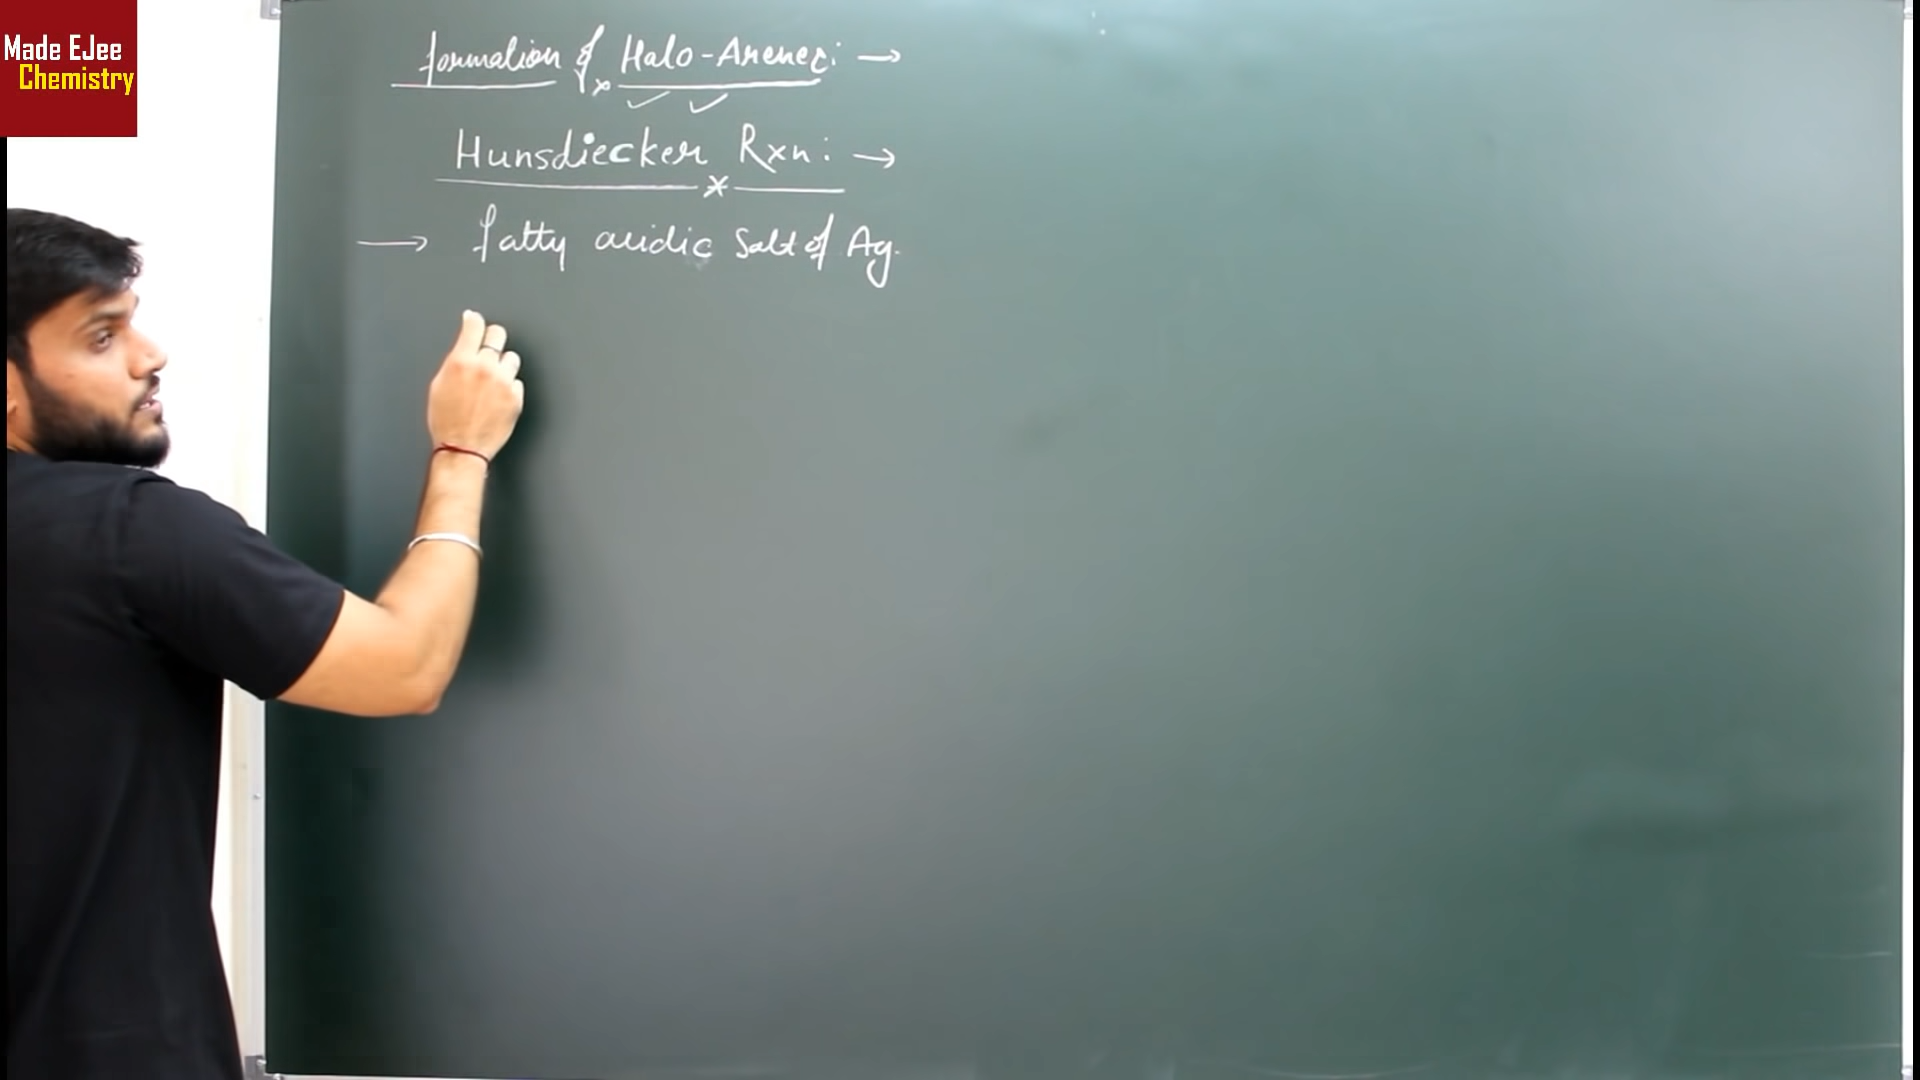 Made EJee
Chemistry
formation of Halo-Arenes: →
Hunsdiecker Rxn: →
→ fatty acidic Salt of Ag.